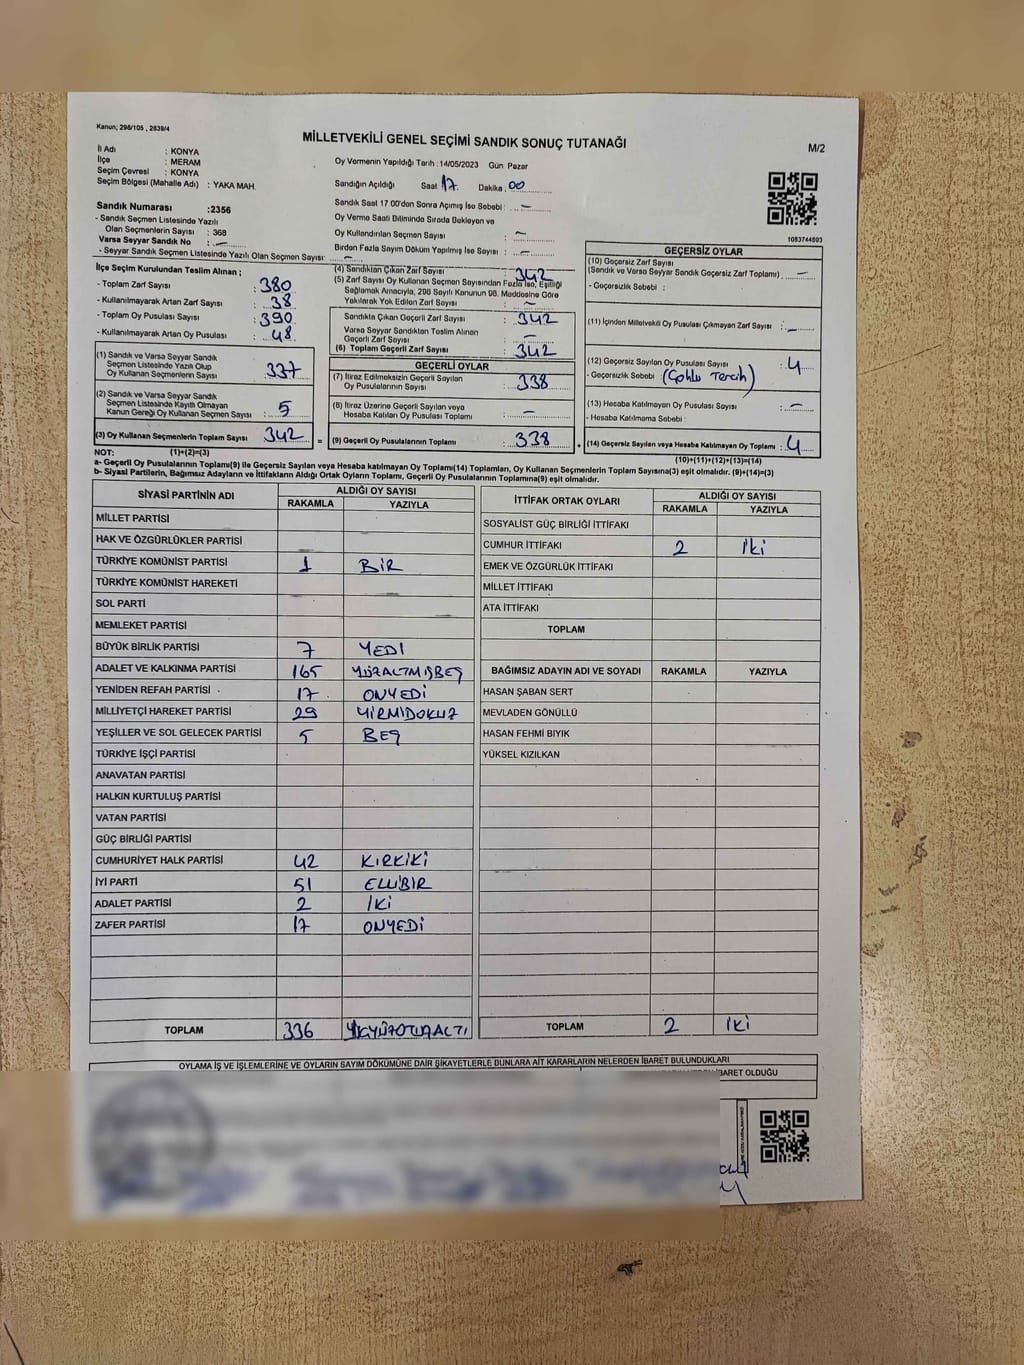 Kanun; 298/105 , 2839/4
MİLLETVEKİLİ GENEL SEÇİMİ SANDIK SONUÇ TUTANAĞI
M/2
İl Adı : KONYA
İlçe : MERAM
Seçim Çevresi : KONYA
Seçim Bölgesi (Mahalle Adı) : YAKA MAH.
Oy Vermenin Yapıldığı Tarih : 14/05/2023 Gün: Pazar
Sandığın Açıldığı Saat 17 Dakika : 00
Sandık Saat 17.00'den Sonra Açılmış İse Sebebi : -
Oy Verme Saati Bitiminde Sırada Bekleyen ve
Oy Kullandırılan Seçmen Sayısı : -
Birden Fazla Sayım Döküm Yapılmış İse Sayısı : -
1083744893
Sandık Numarası :2356
- Sandık Seçmen Listesinde Yazılı
Olan Seçmenlerin Sayısı : 368
Varsa Seyyar Sandık No : -
- Seyyar Sandık Seçmen Listesinde Yazılı Olan Seçmen Sayısı: -
İlçe Seçim Kurulundan Teslim Alınan ;
- Toplam Zarf Sayısı : 380
- Kullanılmayarak Artan Zarf Sayısı : 38
- Toplam Oy Pusulası : 390
- Kullanılmayarak Artan Oy Pusulası : 48
(1) Sandık ve Varsa Seyyar Sandık
Seçmen Listesinde Yazılı Olup
Oy Kullanan Seçmenlerin Sayısı : 337
(2) Sandık ve Varsa Seyyar Sandık
Seçmen Listesinde Kayıtlı Olmayan
Kanun Gereği Oy Kullanan Seçmen Sayısı : 5
(3) Oy Kullanan Seçmenlerin Toplam Sayısı : 342
(4) Sandıktan Çıkan Zarf Sayısı : 342
(5) Zarf Sayısı Oy Kullanan Seçmen Sayısından Fazla İse, Eşitliği
Sağlamak Amacıyla, 298 Sayılı Kanunun 98. Maddesine Göre
Yakılarak Yok Edilen Zarf Sayısı : -
Sandıkta Çıkan Geçerli Zarf Sayısı : 342
Varsa Seyyar Sandıktan Teslim Alınan
Geçerli Zarf Sayısı : -
(6) Toplam Geçerli Zarf Sayısı : 342
GEÇERLİ OYLAR
(7) İtiraz Edilmeksizin Geçerli Sayılan
Oy Pusulalarının Sayısı : 338
(8) İtiraz Üzerine Geçerli Sayılan veya
Hesaba Katılan Oy Pusulası Toplamı : -
= (9) Geçerli Oy Pusulalarının Toplamı : 338
GEÇERSİZ OYLAR
(10) Geçersiz Zarf Sayısı
(Sandık ve Varsa Seyyar Sandık Geçersiz Zarf Toplamı) : -
- Geçersizlik Sebebi :
(11) İçinden Milletvekili Oy Pusulası Çıkmayan Zarf Sayısı : -
(12) Geçersiz Sayılan Oy Pusulası Sayısı : 4
- Geçersizlik Sebebi : (Çoklu Tercih)
(13) Hesaba Katılmayan Oy Pusulası Sayısı : -
- Hesaba Katılmama Sebebi :
+ (14) Geçersiz Sayılan veya Hesaba Katılmayan Oy Toplamı : 4
NOT: (1)+(2)=(3)
(10)+(11)+(12)+(13)=(14)
a- Geçerli Oy Pusulalarının Toplamı(9) ile Geçersiz Sayılan veya Hesaba katılmayan Oy Toplamı(14) Toplamları, Oy Kullanan Seçmenlerin Toplam Sayısına(3) eşit olmalıdır. (9)+(14)=(3)
b- Siyasi Partilerin, Bağımsız Adayların ve İttifakların Aldığı Ortak Oyların Toplamı, Geçerli Oy Pusulalarının Toplamına(9) eşit olmalıdır.
SİYASİ PARTİNİN ADI ALDIĞI OY SAYISI
RAKAMLA YAZIYLA
MİLLET PARTİSİ
HAK VE ÖZGÜRLÜKLER PARTİSİ
TÜRKİYE KOMÜNİST PARTİSİ 1 BİR
TÜRKİYE KOMÜNİST HAREKETİ
SOL PARTİ
MEMLEKET PARTİSİ
BÜYÜK BİRLİK PARTİSİ 7 YEDİ
ADALET VE KALKINMA PARTİSİ 165 YÜZALTMIŞBEŞ
YENİDEN REFAH PARTİSİ 17 ONYEDİ
MİLLİYETÇİ HAREKET PARTİSİ 29 YİRMİDOKUZ
YEŞİLLER VE SOL GELECEK PARTİSİ 5 BEŞ
TÜRKİYE İŞÇİ PARTİSİ
ANAVATAN PARTİSİ
HALKIN KURTULUŞ PARTİSİ
VATAN PARTİSİ
GÜÇ BİRLİĞİ PARTİSİ
CUMHURİYET HALK PARTİSİ 42 KIRKİKİ
İYİ PARTİ 51 ELLİBİR
ADALET PARTİSİ 2 İKİ
ZAFER PARTİSİ 17 ONYEDİ
TOPLAM 336 ÜÇYÜZOTUZALTI
İTTİFAK ORTAK OYLARI ALDIĞI OY SAYISI
RAKAMLA YAZIYLA
SOSYALİST GÜÇ BİRLİĞİ İTTİFAKI
CUMHUR İTTİFAKI 2 İki
EMEK VE ÖZGÜRLÜK İTTİFAKI
MİLLET İTTİFAKI
ATA İTTİFAKI
TOPLAM
BAĞIMSIZ ADAYIN ADI VE SOYADI RAKAMLA YAZIYLA
HASAN ŞABAN SERT
MEVLADEN GÖNÜLLÜ
HASAN FEHMİ BIYIK
YÜKSEL KIZILKAN
TOPLAM 2 İKİ
OYLAMA İŞ VE İŞLEMLERİNE VE OYLARIN SAYIM DÖKÜMÜNE DAİR ŞİKAYETLERLE BUNLARA AİT KARARLARIN NELERDEN İBARET BULUNDUKLARI
İBARET OLDUĞU